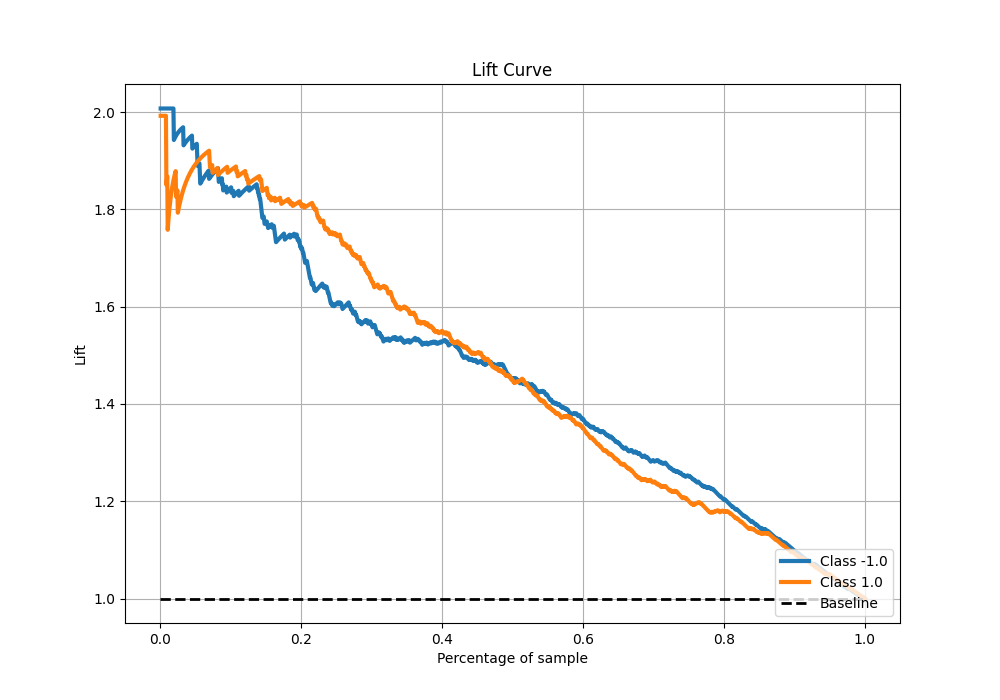 Lift Curve
Lift
2.0
1.8
1.6
1.4
1.2
1.0
Class -1.0
Class 1.0
Baseline
0.0 0.2 0.4 0.6 0.8 1.0
Percentage of sample